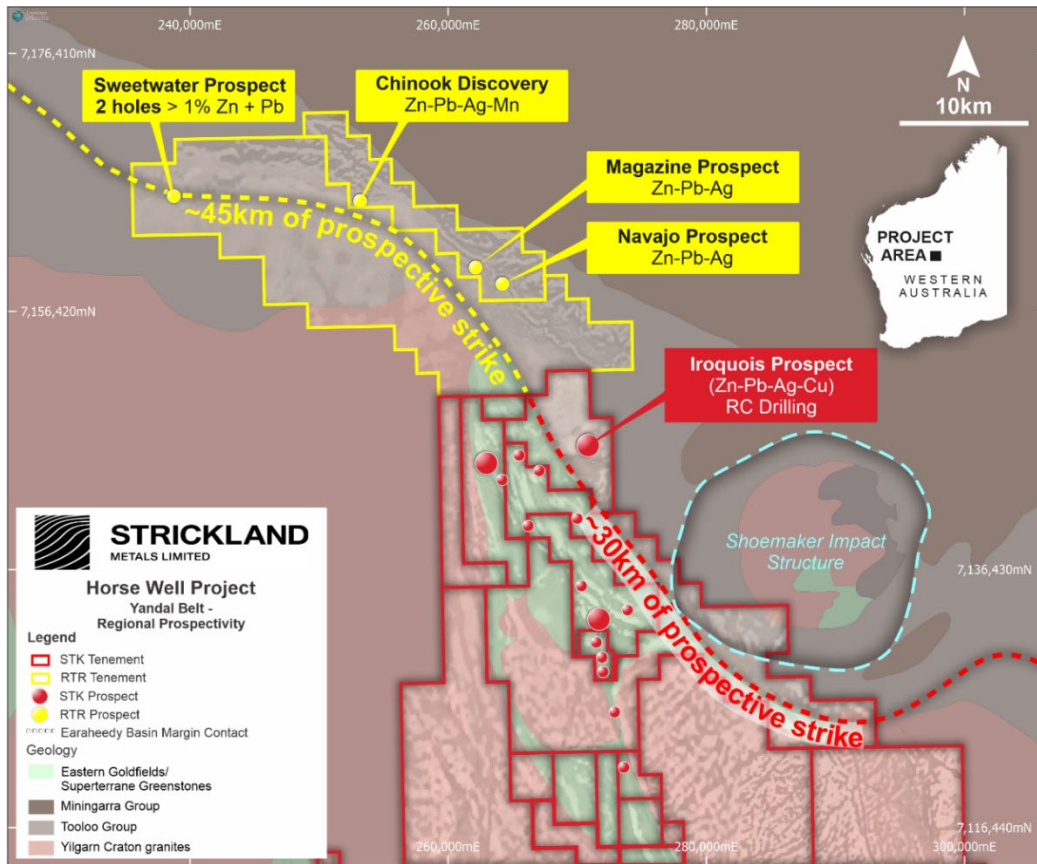 240,000mE
260,000mE
280,000mE
7,176,410mN
Sweetwater Prospect
2 holes > 1% Zn + Pb
Chinook Discovery
Zn-Pb-Ag-Mn
N
10km
Magazine Prospect
Zn-Pb-Ag
Navajo Prospect
Zn-Pb-Ag
PROJECT
AREA
WESTERN
AUSTRALIA
~45km of prospective strike
7,156,420mN
7,156,420mN
Iroquois Prospect
(Zn-Pb-Ag-Cu)
RC Drilling
Shoemaker Impact
Structure
7,136,430mN
~30km of prospective strike
STRICKLAND
METALS LIMITED
Horse Well Project
Yandal Belt -
Regional Prospectivity
Legend
STK Tenement
RTR Tenement
STK Prospect
RTR Prospect
Earaheedy Basin Margin Contact
Geology
Eastern Goldfields/
Superterrane Greenstones
Miningarra Group
Tooloo Group
Yilgarn Craton granites
7,116,440mN
260,000mE
280,000mE
300,000mE